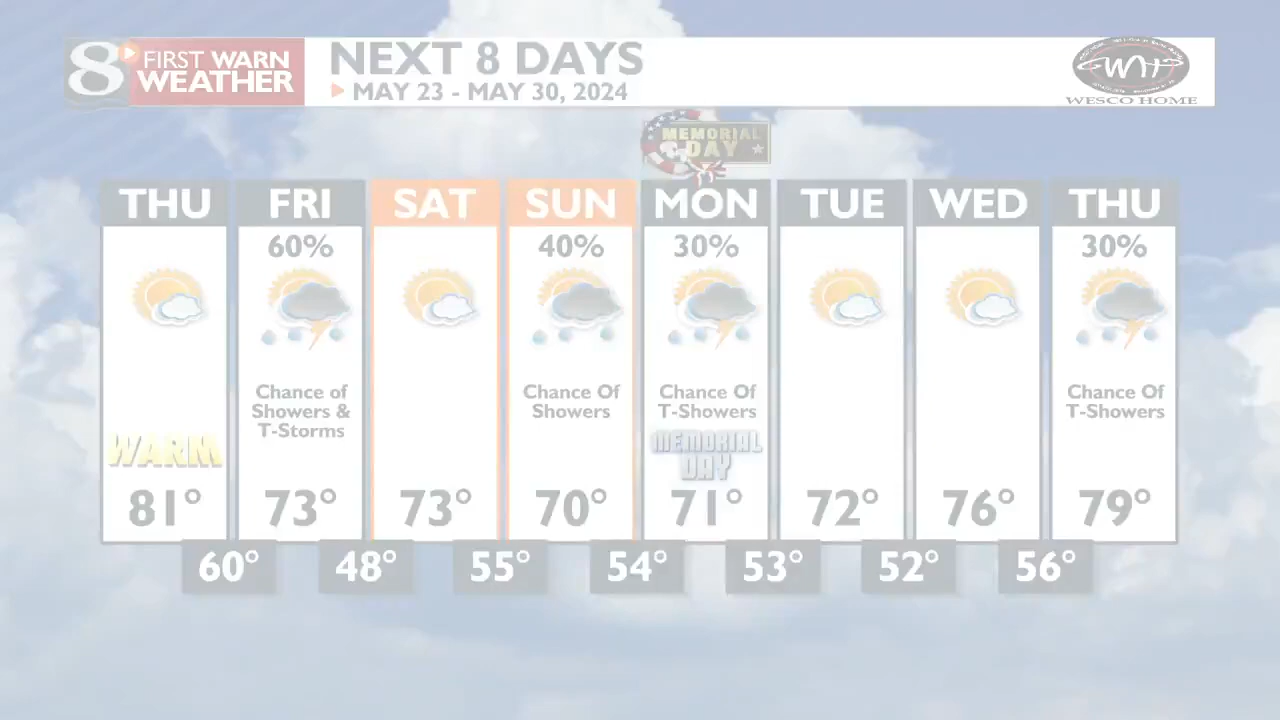 8 FIRST WARN
WEATHER
NEXT 8 DAYS
MAY 23 - MAY 30, 2024
WH
WESCO HOME
MEMORIAL
DAY
THU FRI SAT SUN MON TUE WED THU
60% 40% 30% 30%
Chance of
Showers &
T-Storms
Chance Of
Showers
Chance Of
T-Showers
Chance Of
T-Showers
WARM
MEMORIAL
DAY
81° 73° 73° 70° 71° 72° 76° 79°
60° 48° 55° 54° 53° 52° 56°